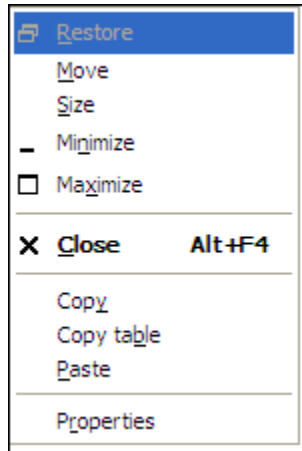 Restore
Move
Size
Minimize
Maximize
Close Alt+F4
Copy
Copy table
Paste
Properties